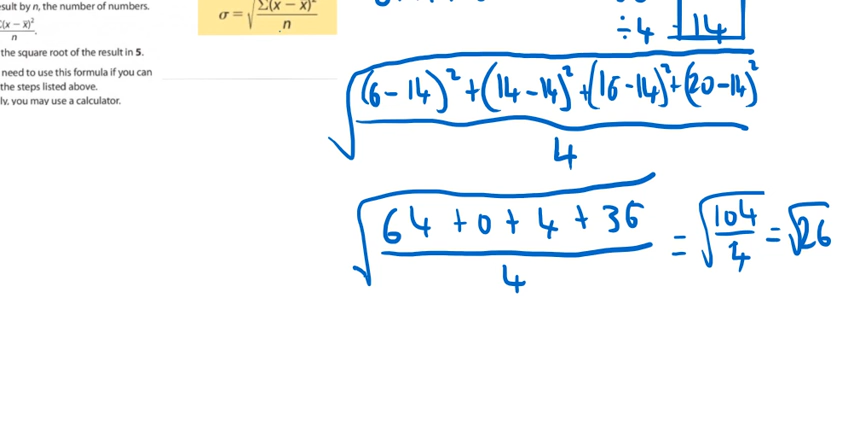 sult by n, the number of numbers.
(x − x̄)²
n
the square root of the result in 5.
need to use this formula if you can
the steps listed above.
ly, you may use a calculator.
σ = √Σ(x − x̄)²
n
÷4 = 14
√(6−14)² + (14−14)² + (16−14)² + (20−14)²
4
√64 + 0 + 4 + 36 = √104 = √26
4 4